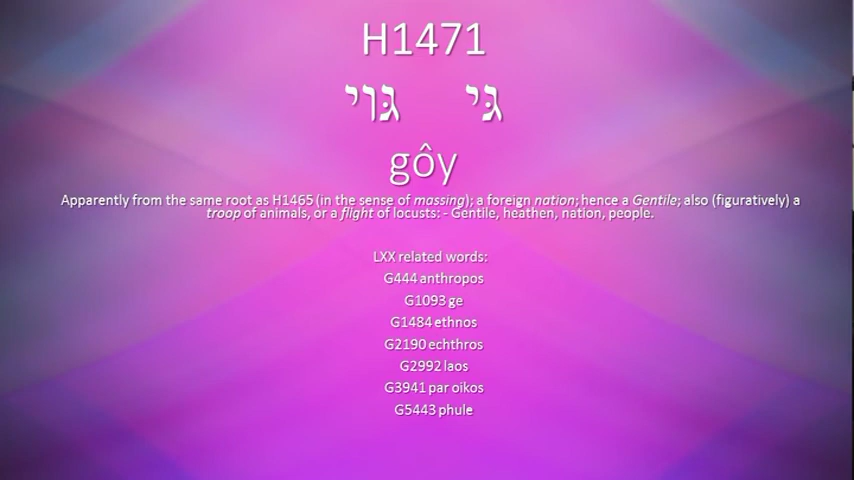 H1471
גּוֹי גּי
gôy
Apparently from the same root as H1465 (in the sense of massing); a foreign nation; hence a Gentile; also (figuratively) a
troop of animals, or a flight of locusts: - Gentile, heathen, nation, people.
LXX related words:
G444 anthropos
G1093 ge
G1484 ethnos
G2190 echthros
G2992 laos
G3941 par oikos
G5443 phule